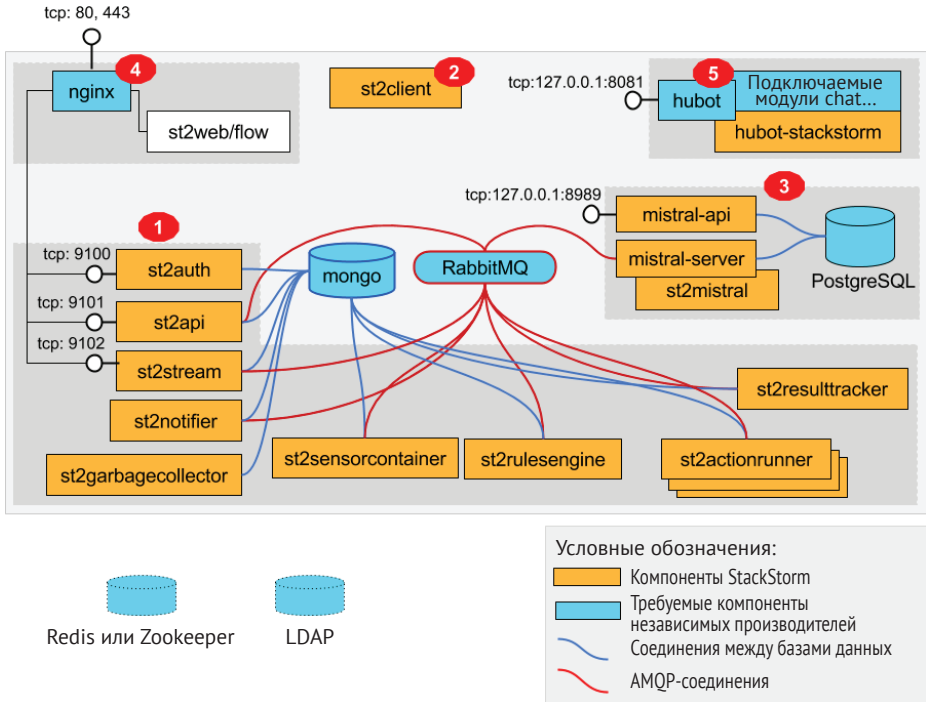 tcp: 80, 443
4
nginx
st2web/flow
2
st2client
tcp:127.0.0.1:8081
5
hubot
Подключаемые
модули chat...
hubot-stackstorm
1
tcp: 9100
st2auth
tcp: 9101
st2api
tcp: 9102
st2stream
st2notifier
st2garbagecollector
mongo
RabbitMQ
tcp:127.0.0.1:8989
3
mistral-api
mistral-server
st2mistral
PostgreSQL
st2resulttracker
st2sensorcontainer
st2rulesengine
st2actionrunner
Redis или Zookeeper
LDAP
Условные обозначения:
Компоненты StackStorm
Требуемые компоненты
независимых производителей
Соединения между базами данных
AMQP-соединения